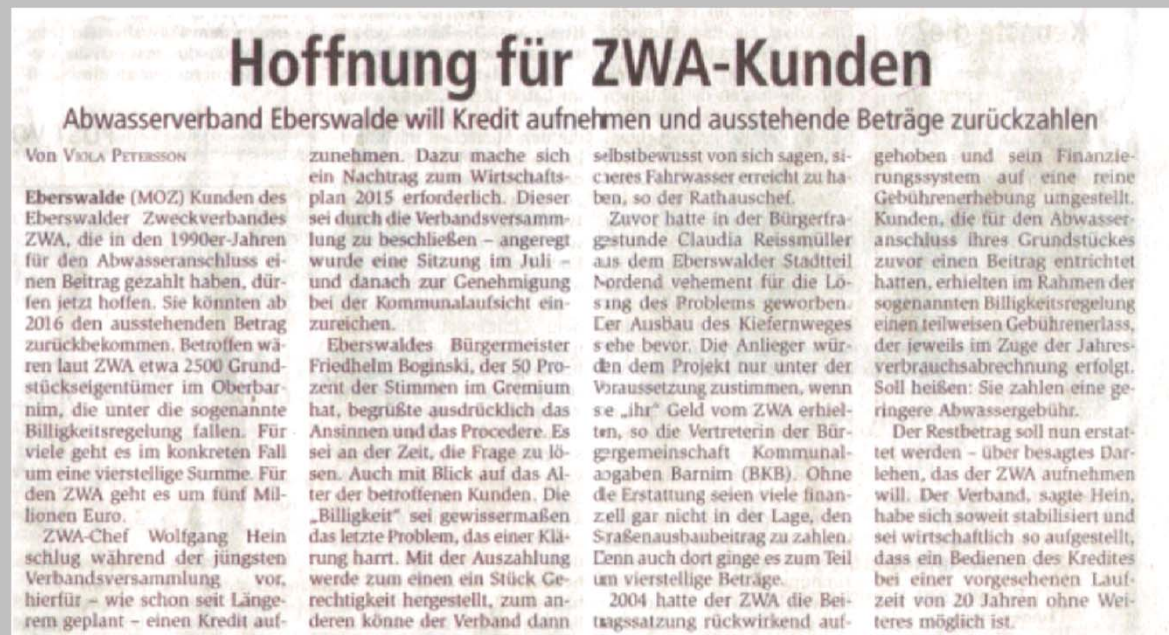 Hoffnung für ZWA-Kunden
Abwasserverband Eberswalde will Kredit aufnehmen und ausstehende Beträge zurückzahlen
Von Viola Petersson
Eberswalde (MOZ) Kunden des
Eberswalder Zweckverbandes
ZWA, die in den 1990er-Jahren
für den Abwasseranschluss ei-
nen Beitrag gezahlt haben, dür-
fen jetzt hoffen. Sie könnten ab
2016 den ausstehenden Betrag
zurückbekommen. Betroffen wä-
ren laut ZWA etwa 2500 Grund-
stückseigentümer im Oberbar-
nim, die unter die sogenannte
Billigkeitsregelung fallen. Für
viele geht es im konkreten Fall
um eine vierstellige Summe. Für
den ZWA geht es um fünf Mil-
lionen Euro.
ZWA-Chef Wolfgang Hein
schlug während der jüngsten
Verbandsversammlung vor,
hierfür – wie schon seit Länge-
rem geplant – einen Kredit auf-
zunehmen. Dazu mache sich
ein Nachtrag zum Wirtschafts-
plan 2015 erforderlich. Dieser
sei durch die Verbandsversamm-
lung zu beschließen – angeregt
wurde eine Sitzung im Juli –
und danach zur Genehmigung
bei der Kommunalaufsicht ein-
zureichen.
Eberswaldes Bürgermeister
Friedhelm Boginski, der 50 Pro-
zent der Stimmen im Gremium
hat, begrüßte ausdrücklich das
Ansinnen und das Procedere. Es
sei an der Zeit, die Frage zu lö-
sen. Auch mit Blick auf das Al-
ter der betroffenen Kunden. Die
„Billigkeit“ sei gewissermaßen
das letzte Problem, das einer Klä-
rung harrt. Mit der Auszahlung
werde zum einen ein Stück Ge-
rechtigkeit hergestellt, zum an-
deren könne der Verband dann
selbstbewusst von sich sagen, si-
cheres Fahrwasser erreicht zu ha-
ben, so der Rathauschef.
Zuvor hatte in der Bürgerfra-
gestunde Claudia Reissmüller
aus dem Eberswalder Stadtteil
Nordend vehement für die Lö-
sung des Problems geworben.
Der Ausbau des Kiefernweges
stehe bevor. Die Anlieger wür-
den dem Projekt nur unter der
Voraussetzung zustimmen, wenn
sie „ihr“ Geld vom ZWA erhiel-
ten, so die Vertreterin der Bür-
gergemeinschaft Kommunal-
abgaben Barnim (BKB). Ohne
die Erstattung seien viele finan-
ziell gar nicht in der Lage, den
Straßenausbaubeitrag zu zahlen.
Denn auch dort ginge es zum Teil
um vierstellige Beträge.
2004 hatte der ZWA die Bei-
tragssatzung rückwirkend auf-
gehoben und sein Finanzie-
rungssystem auf eine reine
Gebührenerhebung umgestellt.
Kunden, die für den Abwasser-
anschluss ihres Grundstückes
zuvor einen Beitrag entrichtet
hatten, erhielten im Rahmen der
sogenannten Billigkeitsregelung
einen teilweisen Gebührenerlass,
der jeweils im Zuge der Jahres-
verbrauchsabrechnung erfolgt.
Soll heißen: Sie zahlen eine ge-
ringere Abwassergebühr.
Der Restbetrag soll nun erstat-
tet werden – über besagtes Dar-
lehen, das der ZWA aufnehmen
will. Der Verband, sagte Hein,
habe sich soweit stabilisiert und
sei wirtschaftlich so aufgestellt,
dass ein Bedienen des Kredites
bei einer vorgesehenen Lauf-
zeit von 20 Jahren ohne Wei-
teres möglich ist.